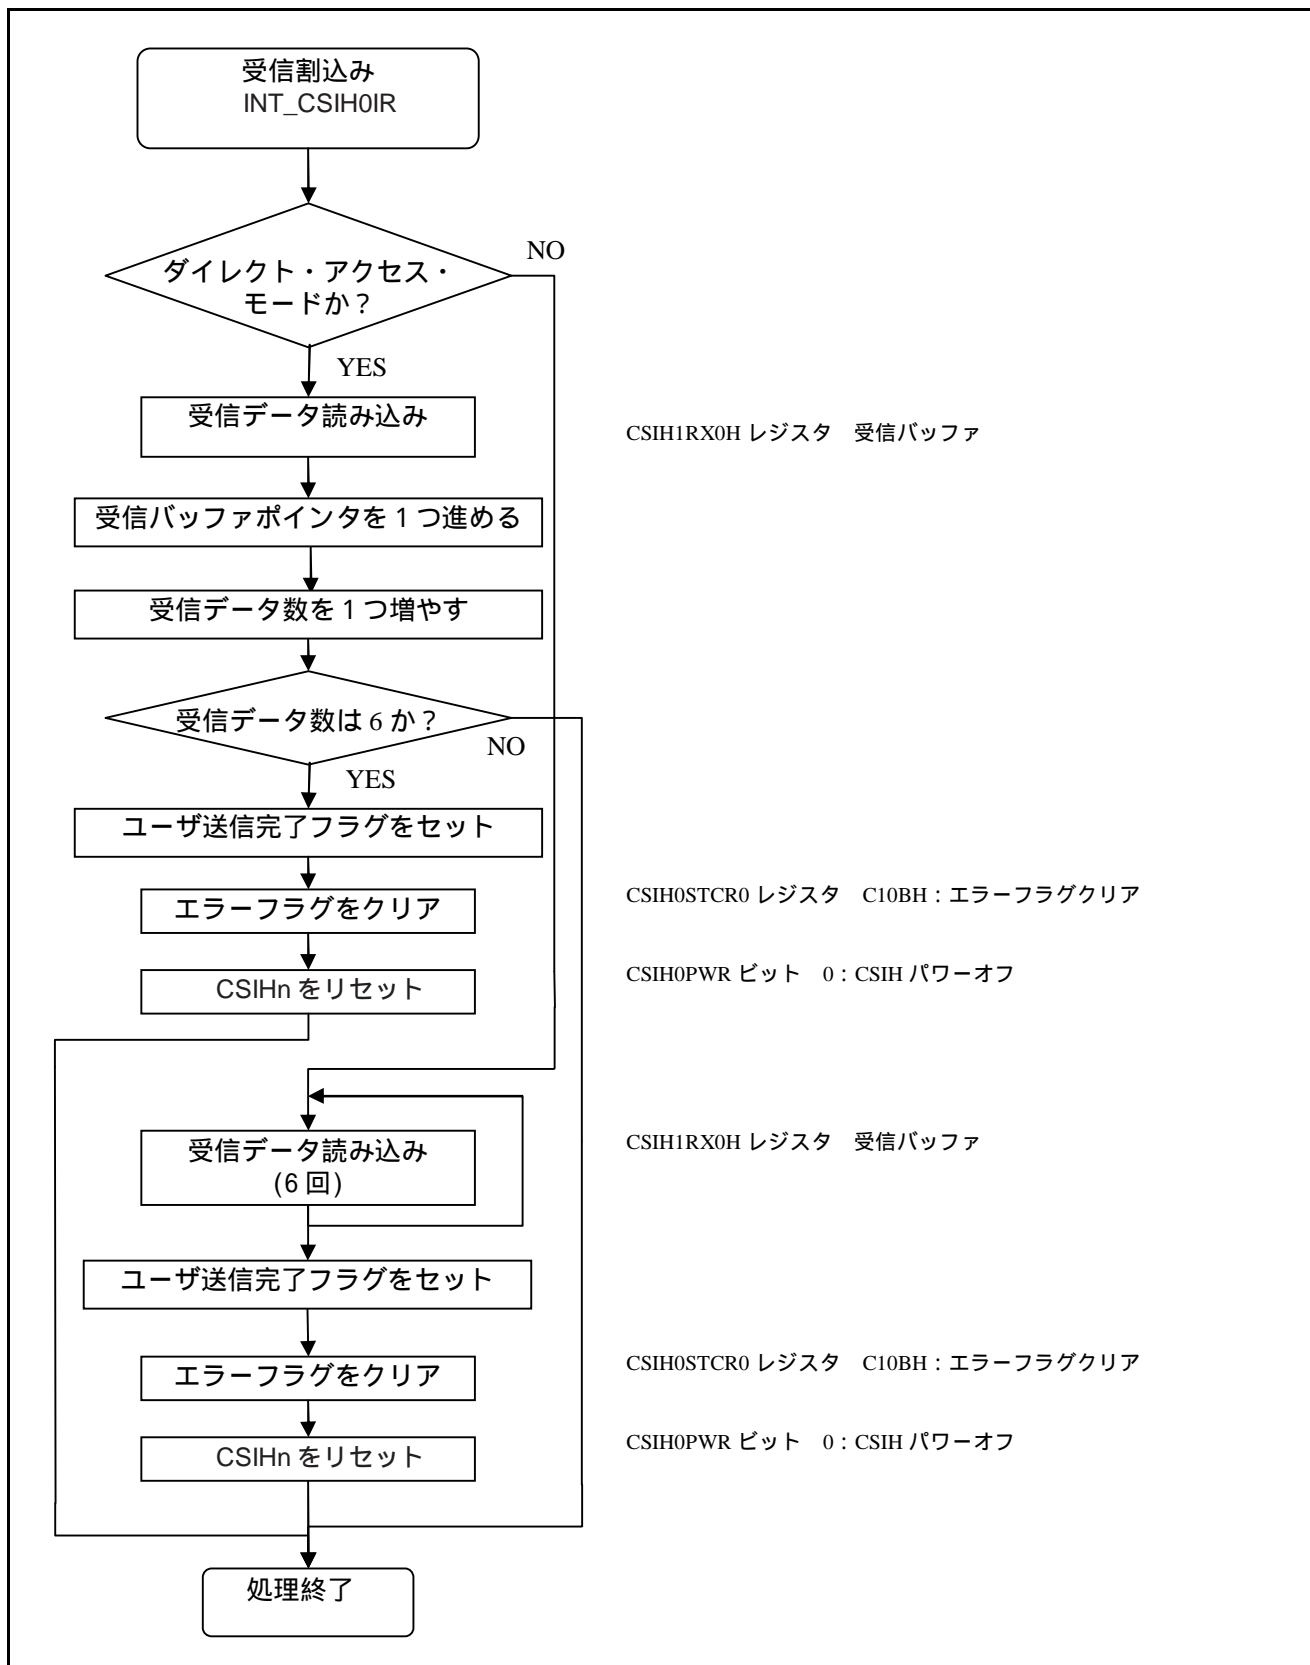 受信割込み
INT_CSIH0IR
NO
ダイレクト・アクセス・
モードか？
YES
受信データ読み込み
CSIH1RX0H レジスタ　受信バッファ
受信バッファポインタを１つ進める
受信データ数を１つ増やす
受信データ数は 6 か？
NO
YES
ユーザ送信完了フラグをセット
エラーフラグをクリア
CSIH0STCR0 レジスタ　C10BH：エラーフラグクリア
CSIHn をリセット
CSIH0PWR ビット　0：CSIH パワーオフ
受信データ読み込み
(6 回)
CSIH1RX0H レジスタ　受信バッファ
ユーザ送信完了フラグをセット
エラーフラグをクリア
CSIH0STCR0 レジスタ　C10BH：エラーフラグクリア
CSIHn をリセット
CSIH0PWR ビット　0：CSIH パワーオフ
処理終了